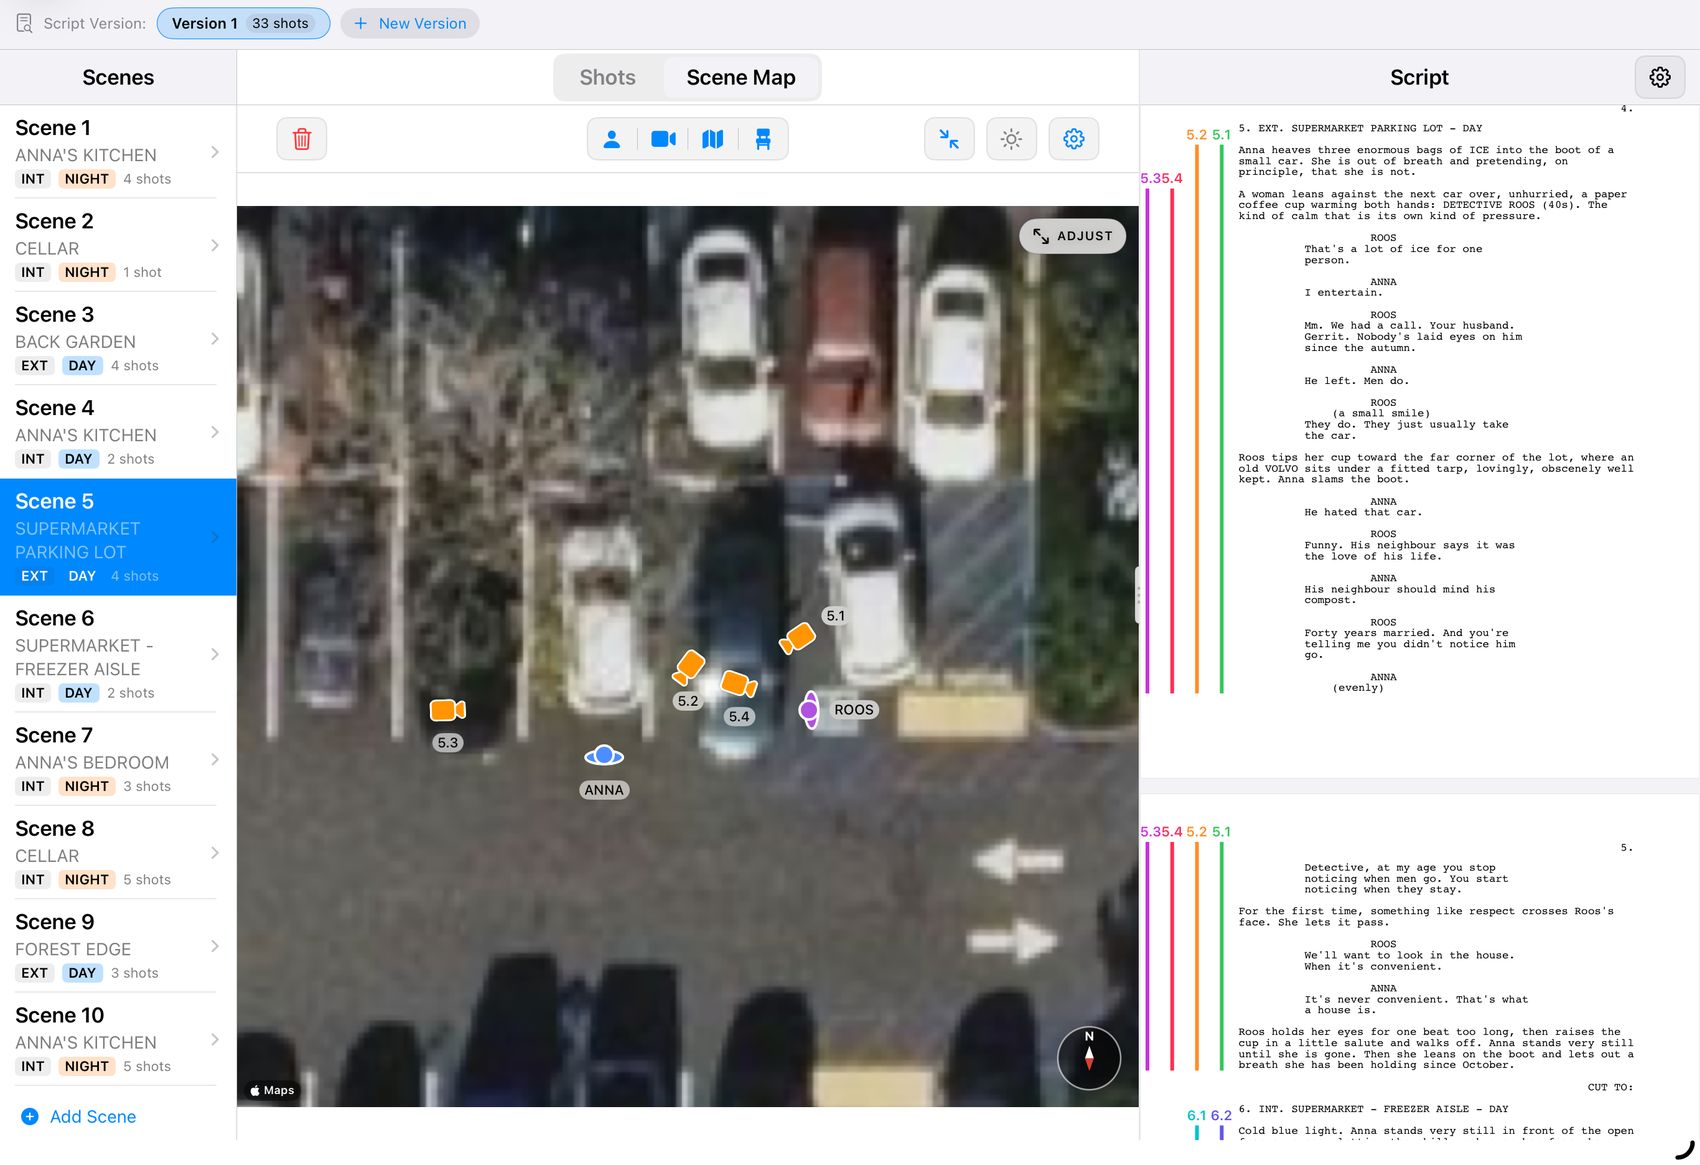 Script Version:
Version 1 33 shots
+ New Version
Scenes
Shots
Scene Map
Script
Scene 1
ANNA'S KITCHEN
INT NIGHT 4 shots
Scene 2
CELLAR
INT NIGHT 1 shot
Scene 3
BACK GARDEN
EXT DAY 4 shots
Scene 4
ANNA'S KITCHEN
INT DAY 2 shots
Scene 5
SUPERMARKET
PARKING LOT
EXT DAY 4 shots
Scene 6
SUPERMARKET -
FREEZER AISLE
INT DAY 2 shots
Scene 7
ANNA'S BEDROOM
INT NIGHT 3 shots
Scene 8
CELLAR
INT NIGHT 5 shots
Scene 9
FOREST EDGE
EXT DAY 3 shots
Scene 10
ANNA'S KITCHEN
INT NIGHT 5 shots
Add Scene
ADJUST
5.1
5.2
5.4
ROOS
5.3
ANNA
N
Maps
4.
5.2 5.1
5.3 5.4
5. EXT. SUPERMARKET PARKING LOT - DAY
Anna heaves three enormous bags of ICE into the boot of a
small car. She is out of breath and pretending, on
principle, that she is not.
A woman leans against the next car over, unhurried, a paper
coffee cup warming both hands: DETECTIVE ROOS (40s). The
kind of calm that is its own kind of pressure.
ROOS
That's a lot of ice for one
person.
ANNA
I entertain.
ROOS
Mm. We had a call. Your husband.
Gerrit. Nobody's laid eyes on him
since the autumn.
ANNA
He left. Men do.
ROOS
(a small smile)
They do. They just usually take
the car.
Roos tips her cup toward the far corner of the lot, where an
old VOLVO sits under a fitted tarp, lovingly, obscenely well
kept. Anna slams the boot.
ANNA
He hated that car.
ROOS
Funny. His neighbour says it was
the love of his life.
ANNA
His neighbour should mind his
compost.
ROOS
Forty years married. And you're
telling me you didn't notice him
go.
ANNA
(evenly)
5.3 5.4 5.2 5.1
5.
Detective, at my age you stop
noticing when men go. You start
noticing when they stay.
For the first time, something like respect crosses Roos's
face. She lets it pass.
ROOS
We'll want to look in the house.
When it's convenient.
ANNA
It's never convenient. That's what
a house is.
Roos holds her eyes for one beat too long, then raises the
cup in a little salute and walks off. Anna stands very still
until she is gone. Then she leans on the boot and lets out a
breath she has been holding since October.
CUT TO:
6.1 6.2
6. INT. SUPERMARKET - FREEZER AISLE - DAY
Cold blue light. Anna stands very still in front of the open